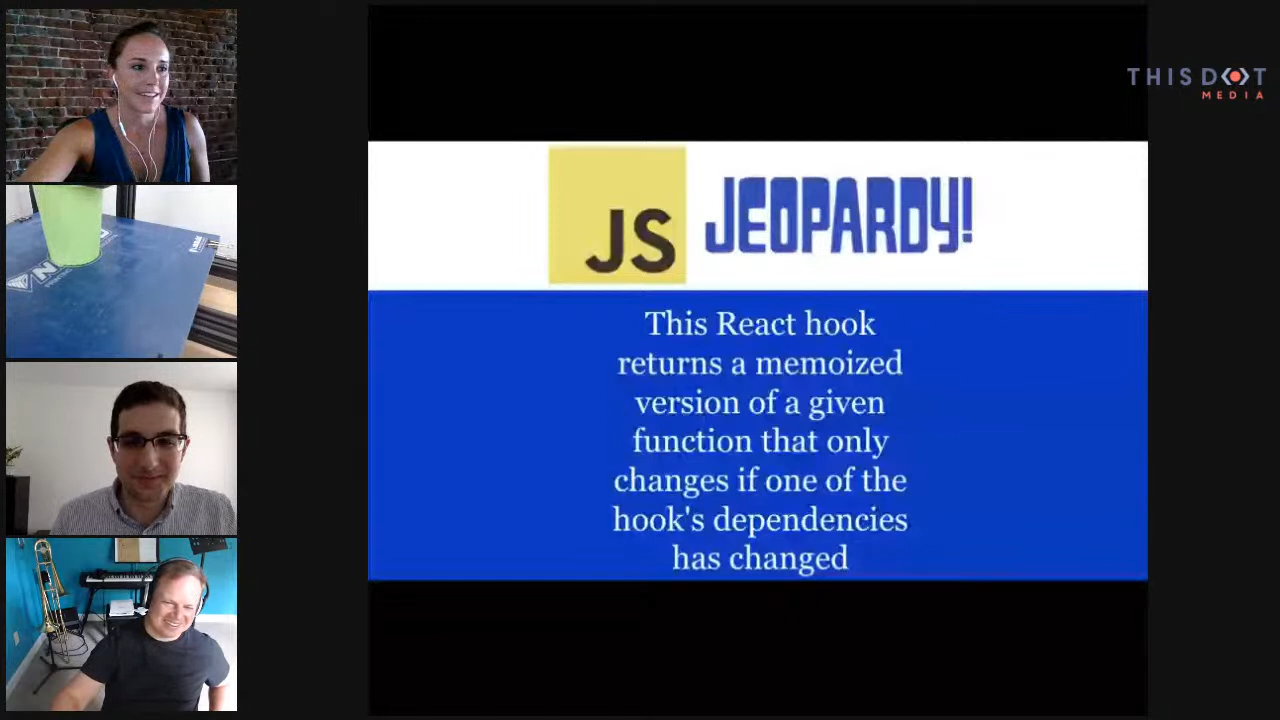 THIS DOT
MEDIA
JS JEOPARDY!
This React hook
returns a memoized
version of a given
function that only
changes if one of the
hook's dependencies
has changed